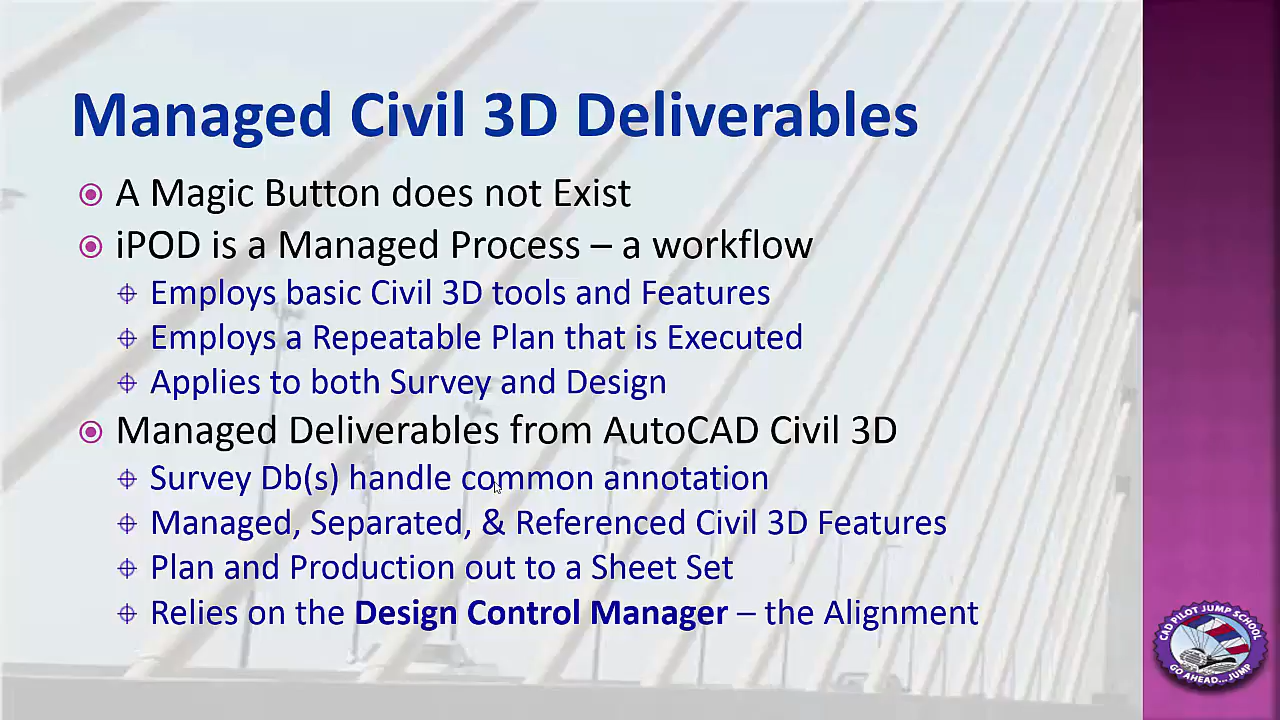 Managed Civil 3D Deliverables
A Magic Button does not Exist
iPOD is a Managed Process – a workflow
Employs basic Civil 3D tools and Features
Employs a Repeatable Plan that is Executed
Applies to both Survey and Design
Managed Deliverables from AutoCAD Civil 3D
Survey Db(s) handle common annotation
Managed, Separated, & Referenced Civil 3D Features
Plan and Production out to a Sheet Set
Relies on the Design Control Manager – the Alignment
CAD PILOT JUMP SCHOOL
GO AHEAD...JUMP